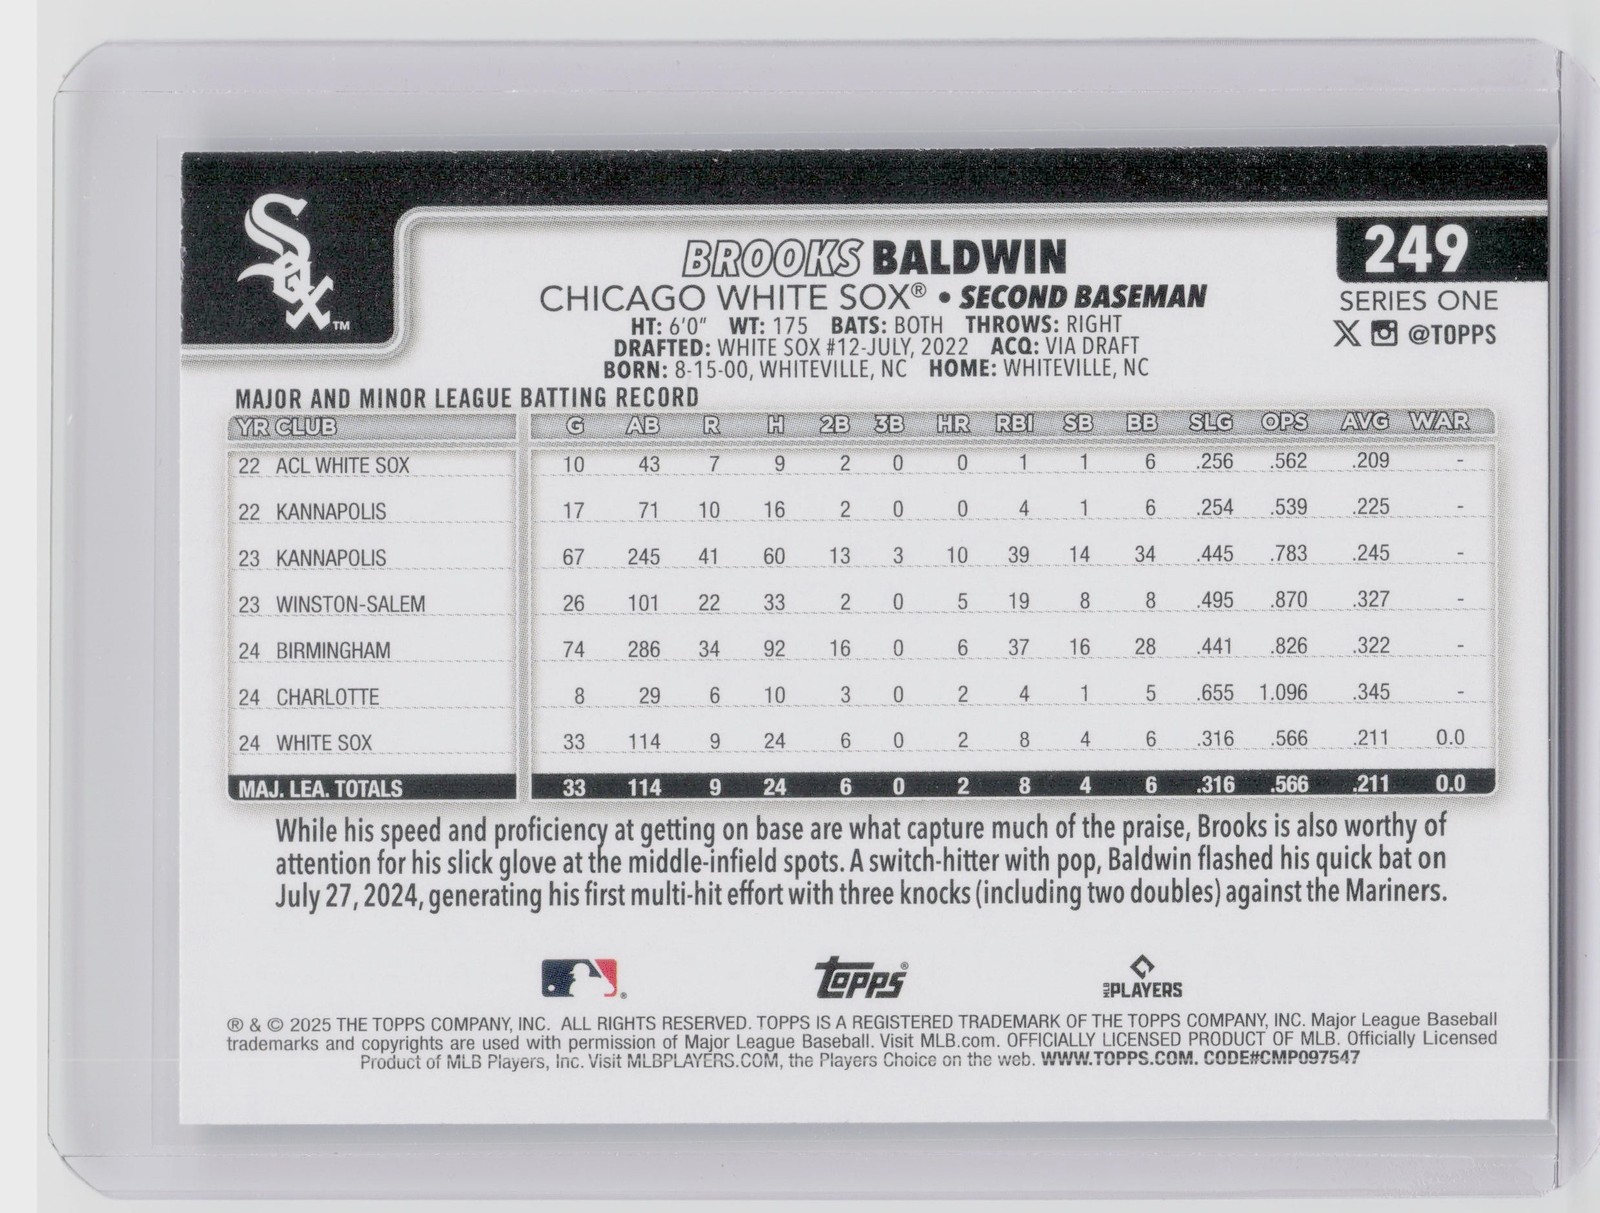 Sox
TM
BROOKS BALDWIN
249
CHICAGO WHITE SOX® • SECOND BASEMAN
SERIES ONE
HT: 6'0" WT: 175 BATS: BOTH THROWS: RIGHT
@TOPPS
DRAFTED: WHITE SOX #12-JULY, 2022 ACQ: VIA DRAFT
BORN: 8-15-00, WHITEVILLE, NC HOME: WHITEVILLE, NC
MAJOR AND MINOR LEAGUE BATTING RECORD
YR CLUB G AB R H 2B 3B HR RBI SB BB SLG OPS AVG WAR
22 ACL WHITE SOX 10 43 7 9 2 0 0 1 1 6 .256 .562 .209 -
22 KANNAPOLIS 17 71 10 16 2 0 0 4 1 6 .254 .539 .225 -
23 KANNAPOLIS 67 245 41 60 13 3 10 39 14 34 .445 .783 .245 -
23 WINSTON-SALEM 26 101 22 33 2 0 5 19 8 8 .495 .870 .327 -
24 BIRMINGHAM 74 286 34 92 16 0 6 37 16 28 .441 .826 .322 -
24 CHARLOTTE 8 29 6 10 3 0 2 4 1 5 .655 1.096 .345 -
24 WHITE SOX 33 114 9 24 6 0 2 8 4 6 .316 .566 .211 0.0
MAJ. LEA. TOTALS 33 114 9 24 6 0 2 8 4 6 .316 .566 .211 0.0
While his speed and proficiency at getting on base are what capture much of the praise, Brooks is also worthy of
attention for his slick glove at the middle-infield spots. A switch-hitter with pop, Baldwin flashed his quick bat on
July 27, 2024, generating his first multi-hit effort with three knocks (including two doubles) against the Mariners.
®
Topps®
MLB PLAYERS
® & © 2025 THE TOPPS COMPANY, INC. ALL RIGHTS RESERVED. TOPPS IS A REGISTERED TRADEMARK OF THE TOPPS COMPANY, INC. Major League Baseball
trademarks and copyrights are used with permission of Major League Baseball. Visit MLB.com. OFFICIALLY LICENSED PRODUCT OF MLB. Officially Licensed
Product of MLB Players, Inc. Visit MLBPLAYERS.COM, the Players Choice on the web. WWW.TOPPS.COM. CODE#CMP097547